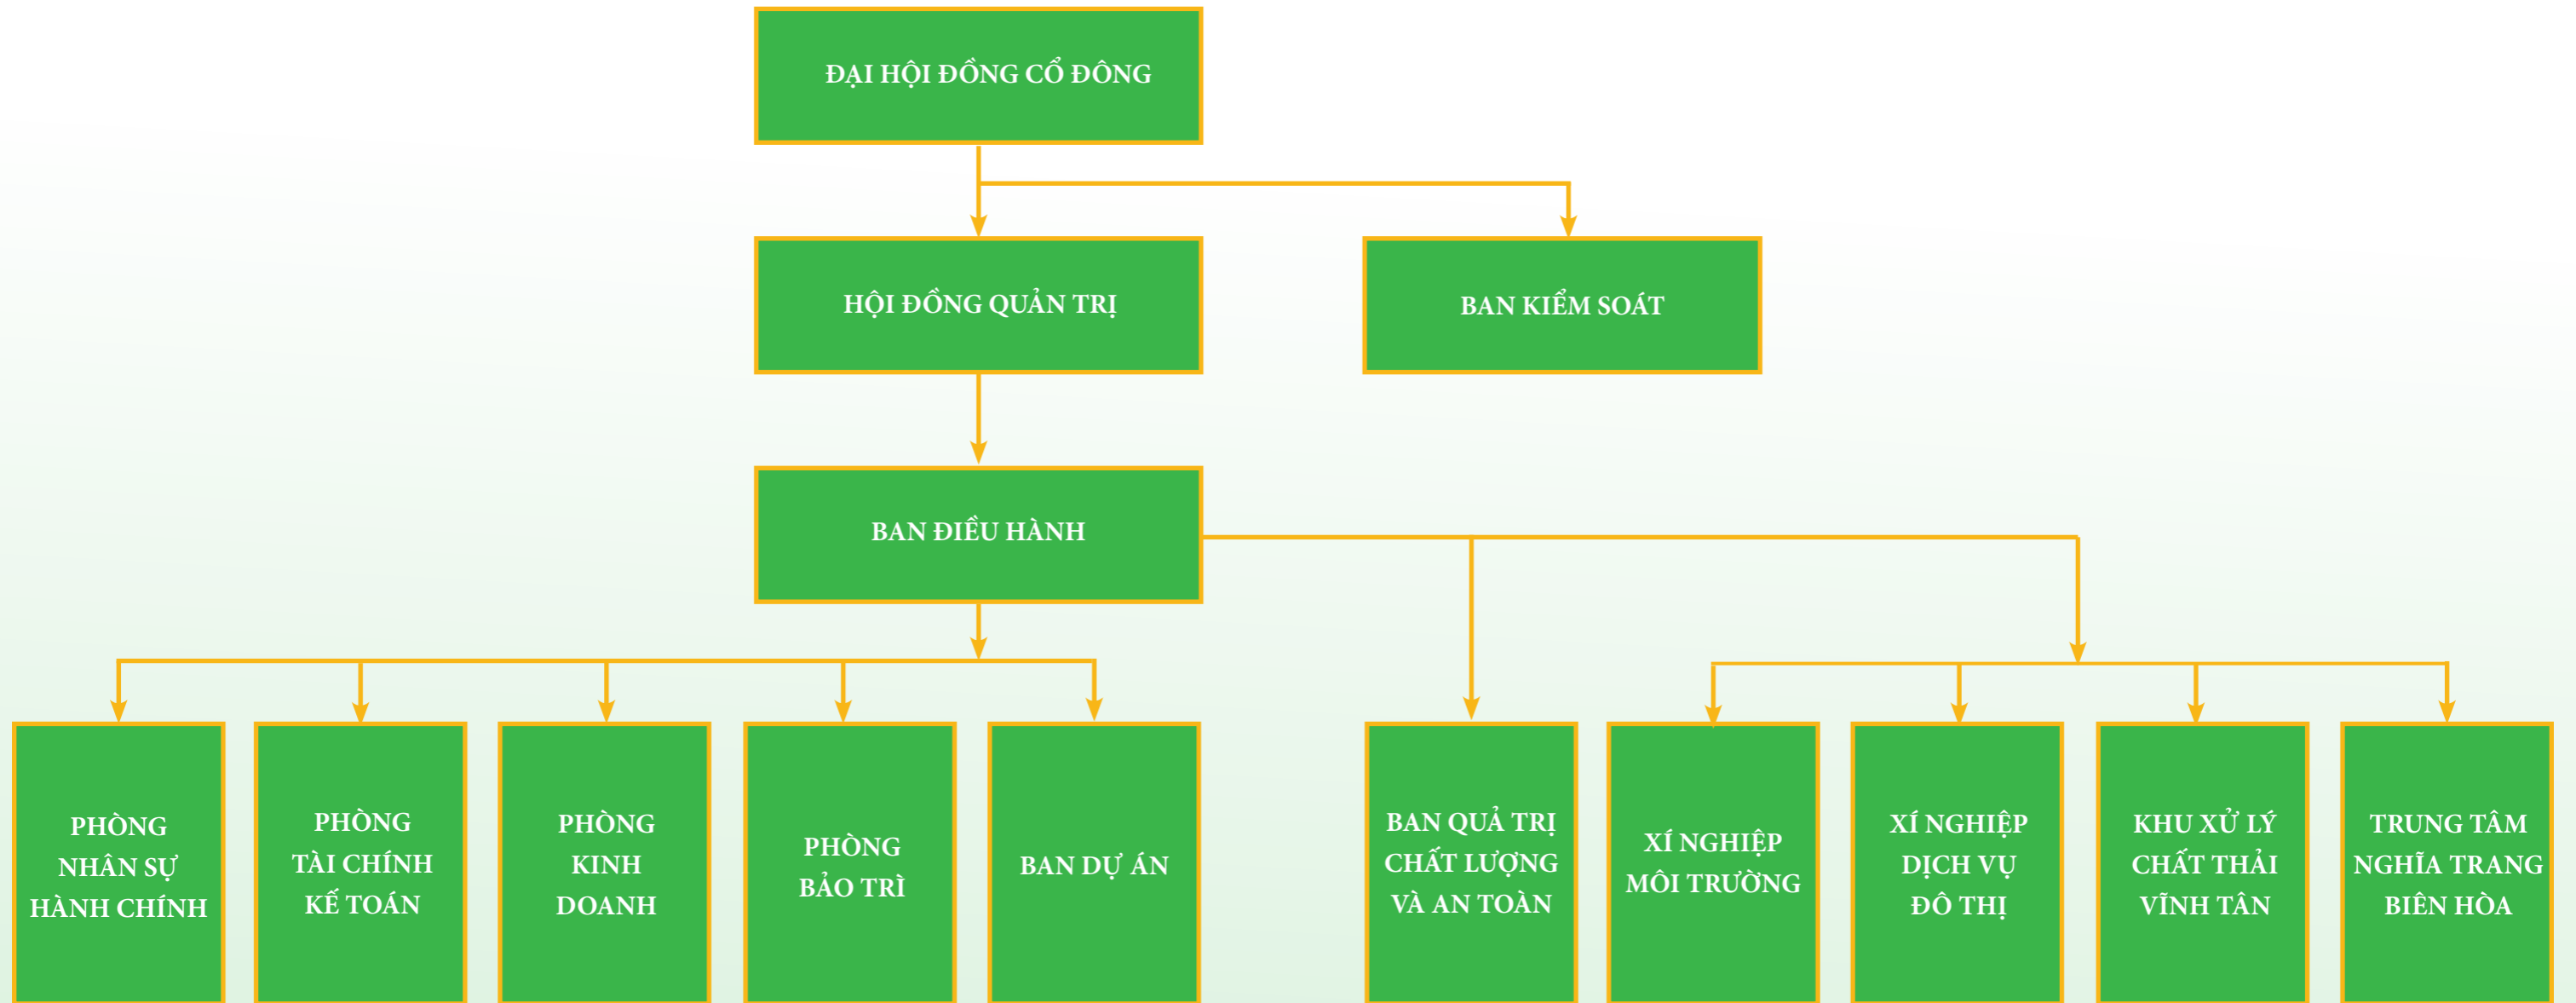 ĐẠI HỘI ĐỒNG CỔ ĐÔNG
HỘI ĐỒNG QUẢN TRỊ
BAN KIỂM SOÁT
BAN ĐIỀU HÀNH
PHÒNG
NHÂN SỰ
HÀNH CHÍNH
PHÒNG
TÀI CHÍNH
KẾ TOÁN
PHÒNG
KINH
DOANH
PHÒNG
BẢO TRÌ
BAN DỰ ÁN
BAN QUẢ TRỊ
CHẤT LƯỢNG
VÀ AN TOÀN
XÍ NGHIỆP
MÔI TRƯỜNG
XÍ NGHIỆP
DỊCH VỤ
ĐÔ THỊ
KHU XỬ LÝ
CHẤT THẢI
VĨNH TÂN
TRUNG TÂM
NGHĨA TRANG
BIÊN HÒA